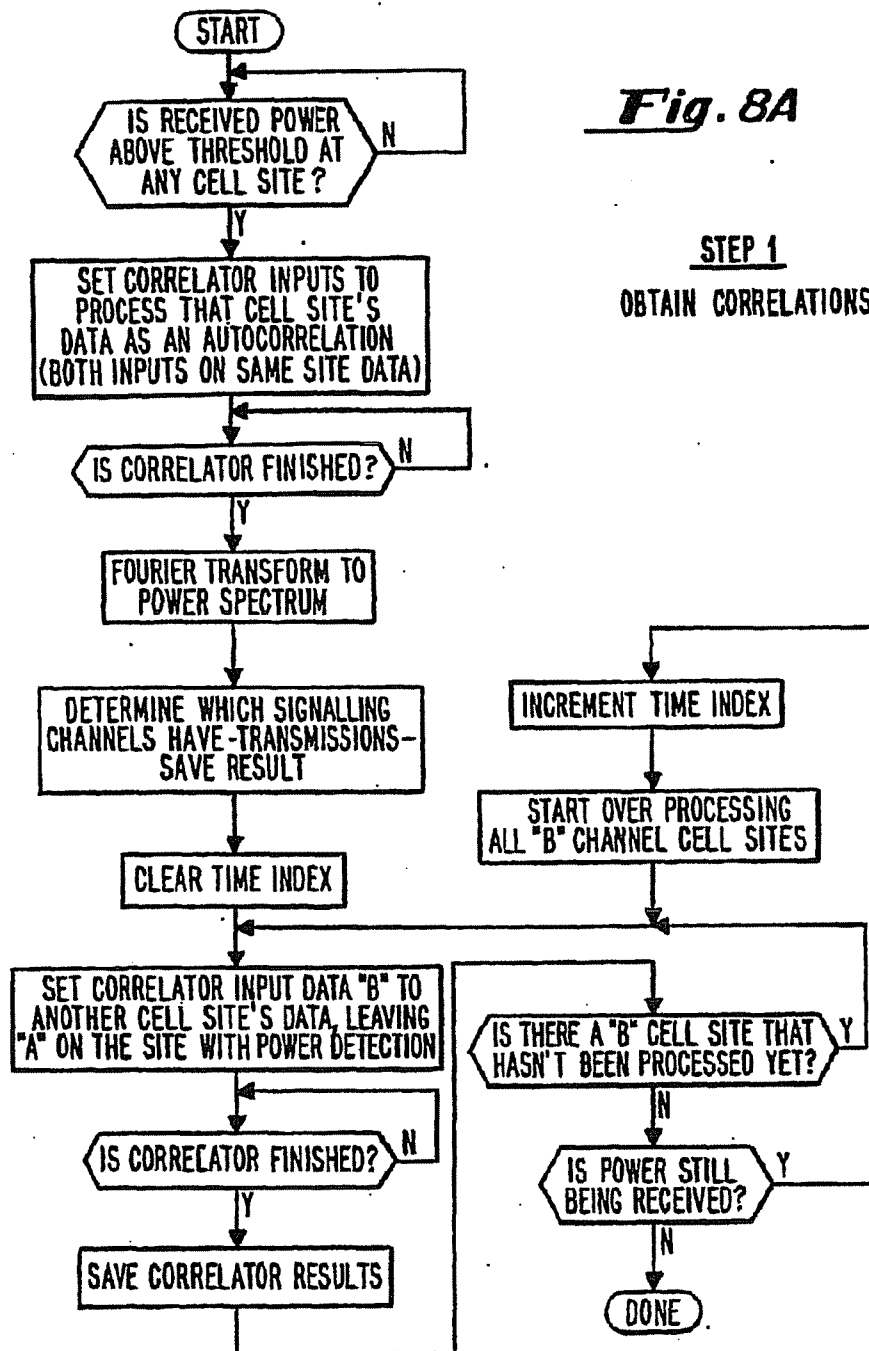 START
Fig. 8A
IS RECEIVED POWER
ABOVE THRESHOLD AT
ANY CELL SITE?
N
Y
STEP 1
OBTAIN CORRELATIONS
SET CORRELATOR INPUTS TO
PROCESS THAT CELL SITE'S
DATA AS AN AUTOCORRELATION
(BOTH INPUTS ON SAME SITE DATA)
IS CORRELATOR FINISHED?
N
Y
FOURIER TRANSFORM TO
POWER SPECTRUM
DETERMINE WHICH SIGNALLING
CHANNELS HAVE-TRANSMISSIONS-
SAVE RESULT
CLEAR TIME INDEX
SET CORRELATOR INPUT DATA "B" TO
ANOTHER CELL SITE'S DATA, LEAVING
"A" ON THE SITE WITH POWER DETECTION
IS CORRELATOR FINISHED?
N
Y
SAVE CORRELATOR RESULTS
INCREMENT TIME INDEX
START OVER PROCESSING
ALL "B" CHANNEL CELL SITES
IS THERE A "B" CELL SITE THAT
HASN'T BEEN PROCESSED YET?
Y
N
IS POWER STILL
BEING RECEIVED?
Y
N
DONE